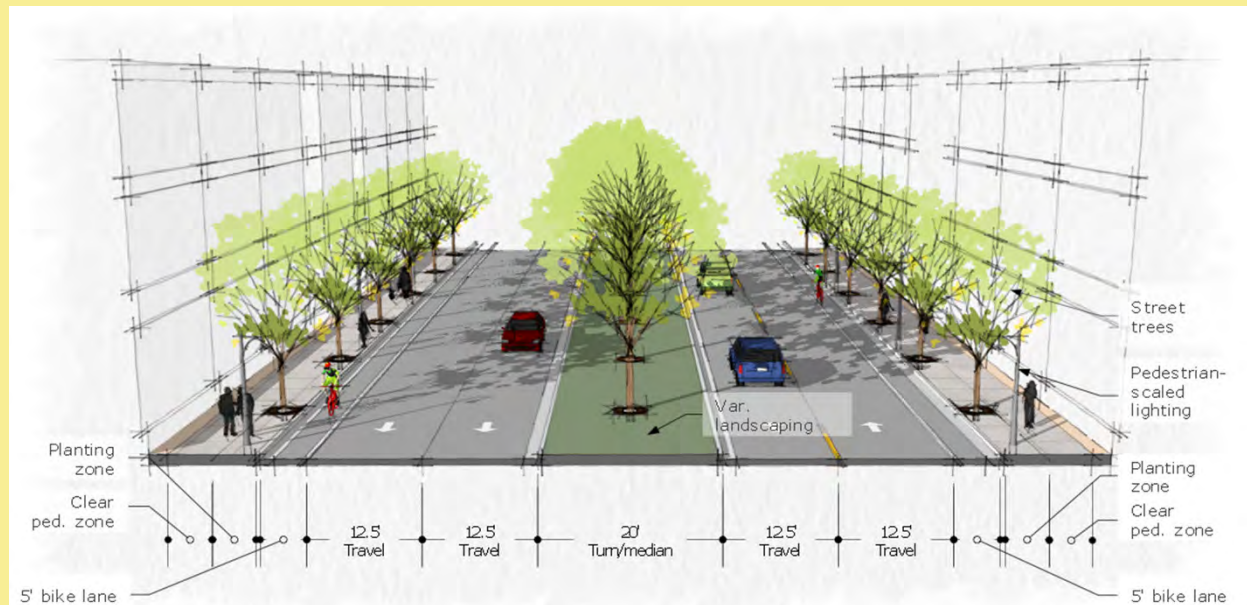 Street
trees
Pedestrian-
scaled
lighting
Var.
landscaping
Planting
zone
Clear
ped. zone
5' bike lane
12.5'
Travel
12.5'
Travel
20'
Turn/median
12.5'
Travel
12.5'
Travel
Planting
zone
Clear
ped. zone
5' bike lane